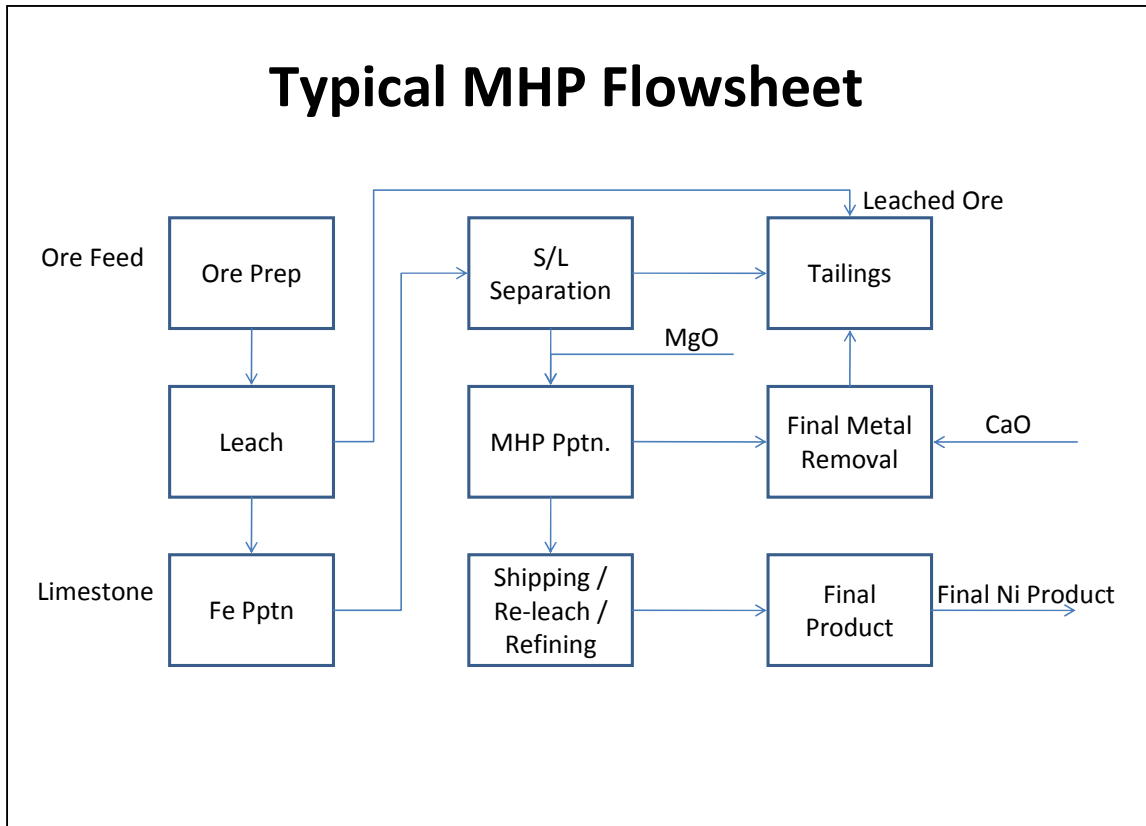 Typical MHP Flowsheet
Leached Ore
Ore Feed
Ore Prep
S/L
Separation
Tailings
MgO
Leach
MHP Pptn.
Final Metal
Removal
CaO
Limestone
Fe Pptn
Shipping /
Re-leach /
Refining
Final
Product
Final Ni Product